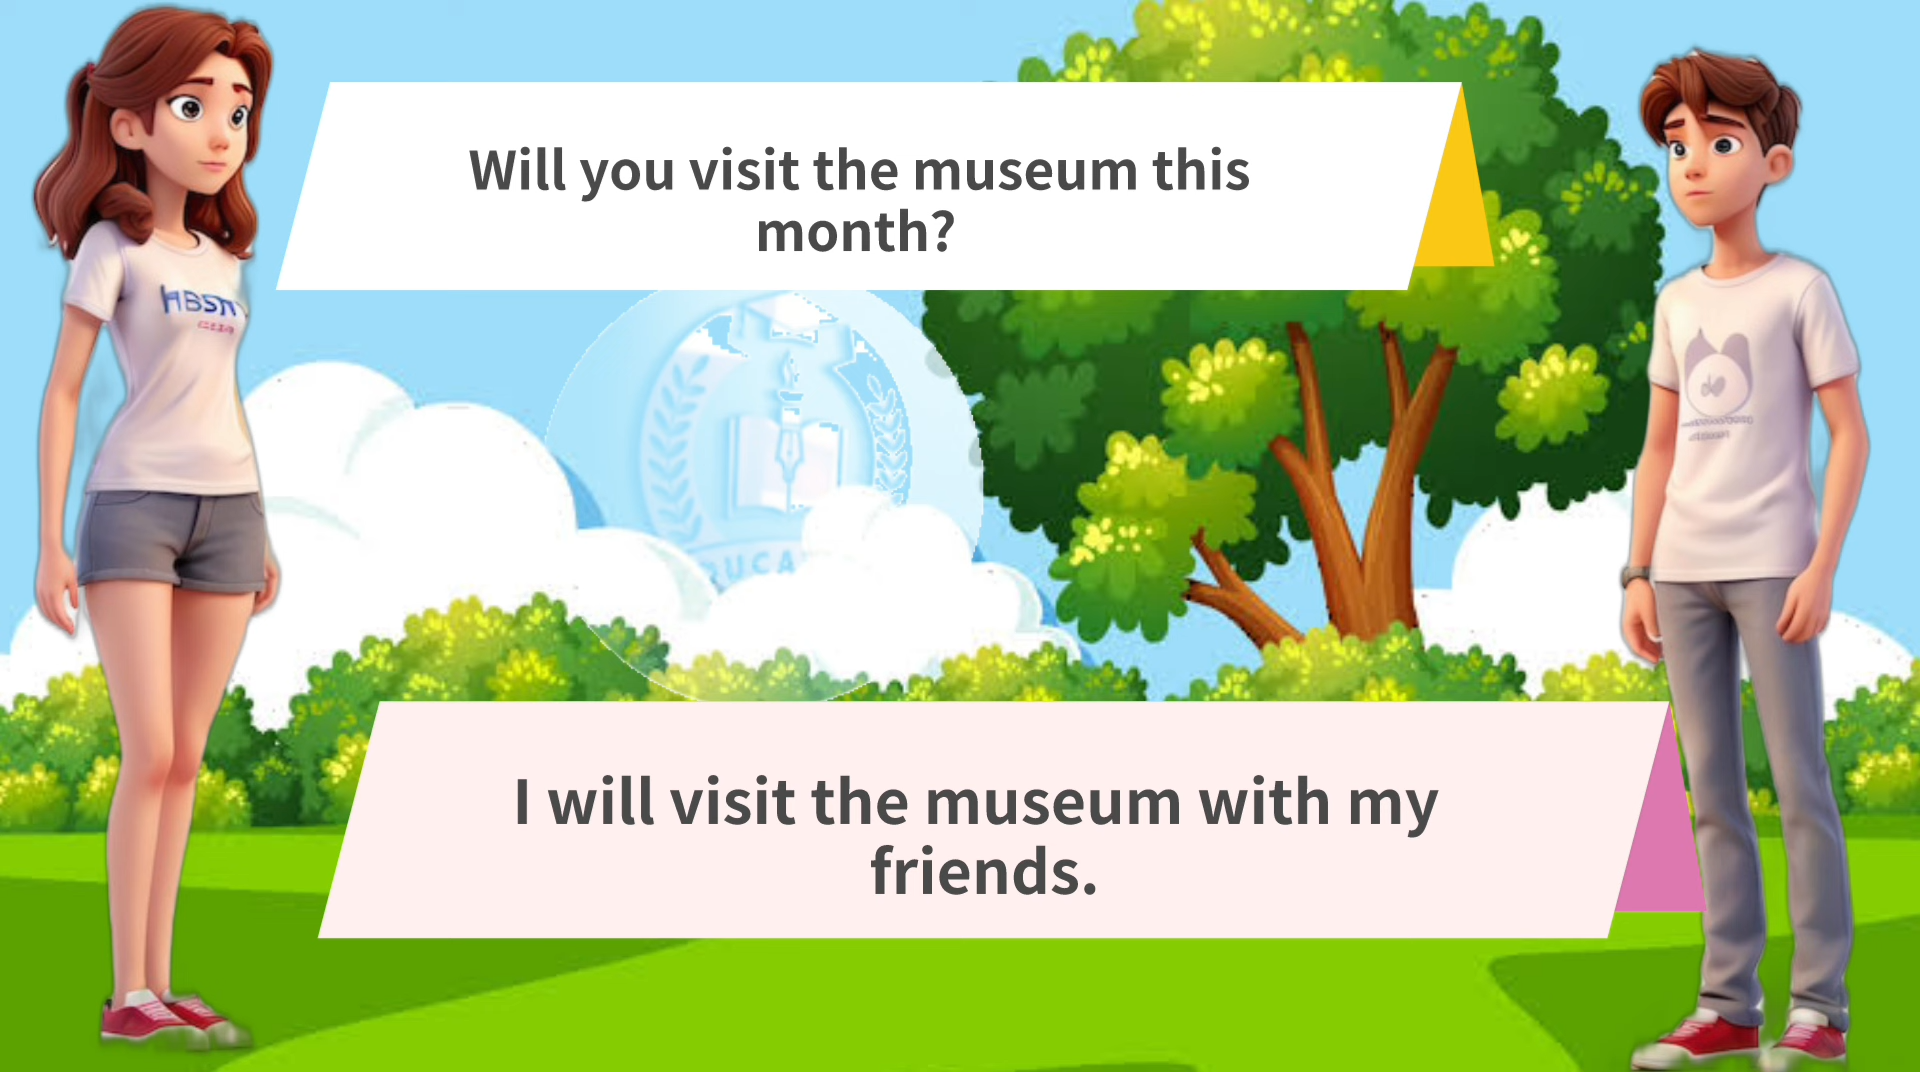 Will you visit the museum this
month?
I will visit the museum with my
friends.